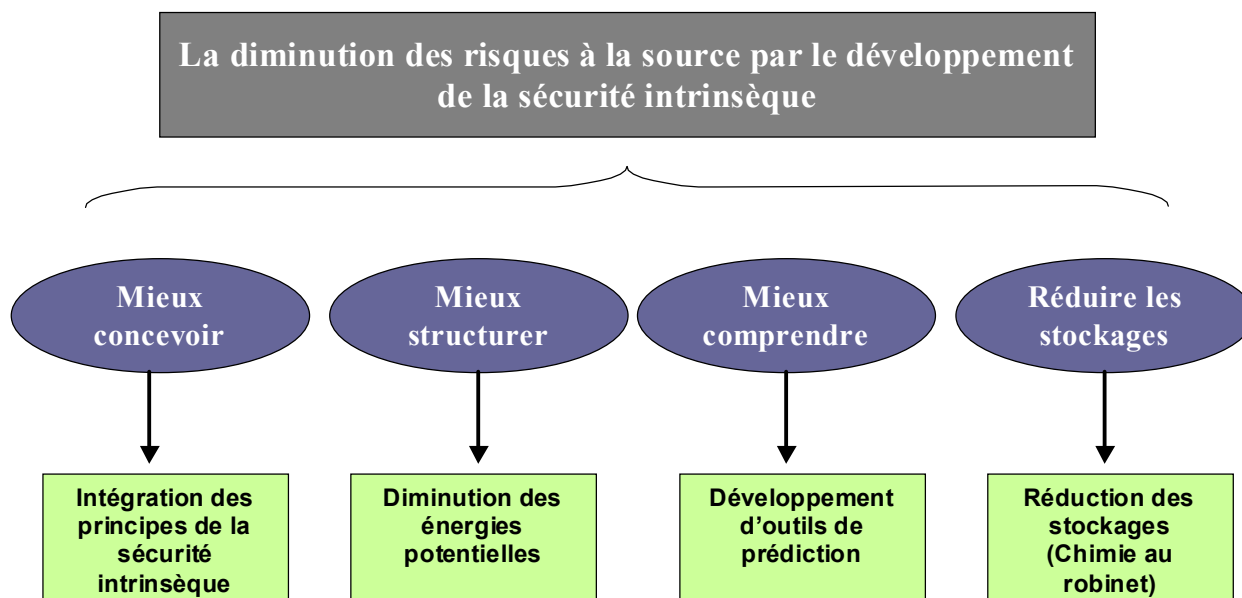 La diminution des risques à la source par le développement
de la sécurité intrinsèque
Mieux
concevoir
Mieux
structurer
Mieux
comprendre
Réduire les
stockages
Intégration des
principes de la
sécurité
intrinsèque
Diminution des
énergies
potentielles
Développement
d’outils de
prédiction
Réduction des
stockages
(Chimie au
robinet)